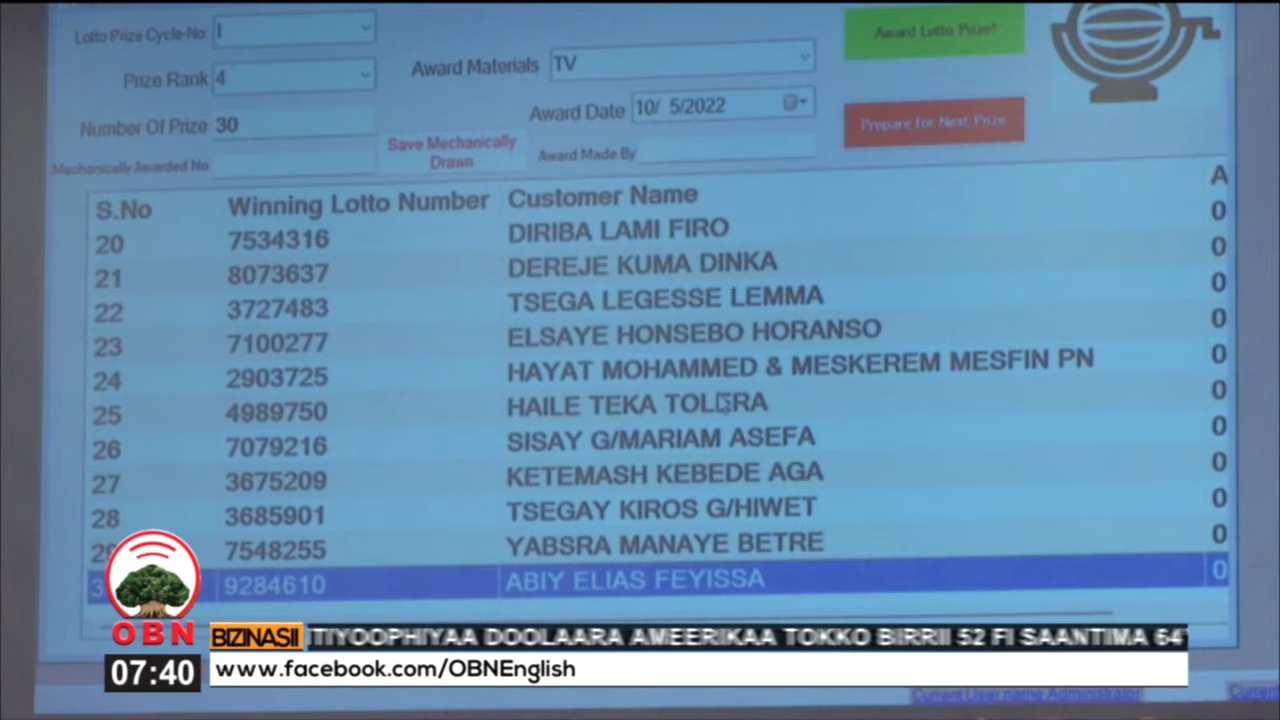 Lotto Prize Cycle-No
Prize Rank 4
Award Materials TV
Award Lotto Prize!
Number Of Prize 30
Award Date 10/ 5/2022
Prepare for Next Prize
Mechanically Awarded No
Save Mechanically
Drawn
Award Made By
S.No Winning Lotto Number Customer Name A
20 7534316 DIRIBA LAMI FIRO 0
21 8073637 DEREJE KUMA DINKA 0
22 3727483 TSEGA LEGESSE LEMMA 0
23 7100277 ELSAYE HONSEBO HORANSO 0
24 2903725 HAYAT MOHAMMED & MESKEREM MESFIN PN 0
25 4989750 HAILE TEKA 0
26 7079216 SISAY G/MARIAM ASEFA 0
27 3675209 KETEMASH KEBEDE AGA 0
28 3685901 TSEGAY KIROS G/HIWET 0
7548255 YABSRA MANAYE BETRE 0
9284610 ABIY ELIAS FEYISSA 0
OBN
BIZINASII TIYOOPHIYAA DOOLAARA AMEERIKAA TOKKO BIRRII 52 FI SAANTIMA 64
07:40 www.facebook.com/OBNEnglish
Current User name Administrator